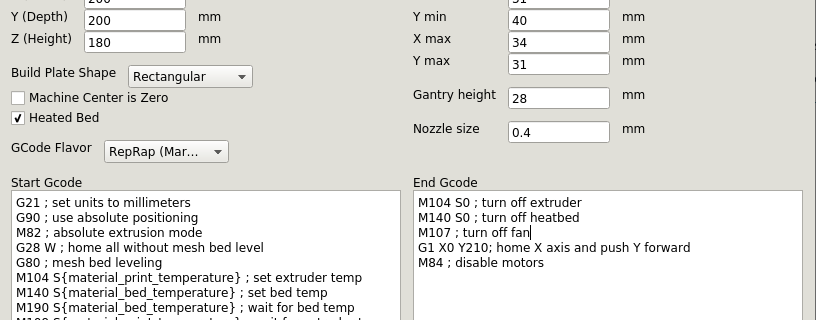 Y (Depth) 200 mm
Z (Height) 180 mm
Build Plate Shape Rectangular
Machine Center is Zero
Heated Bed
GCode Flavor RepRap (Mar...
Y min 40 mm
X max 34 mm
Y max 31 mm
Gantry height 28 mm
Nozzle size 0.4 mm
Start Gcode
G21 ; set units to millimeters
G90 ; use absolute positioning
M82 ; absolute extrusion mode
G28 W ; home all without mesh bed level
G80 ; mesh bed leveling
M104 S{material_print_temperature} ; set extruder temp
M140 S{material_bed_temperature} ; set bed temp
M190 S{material_bed_temperature} ; wait for bed temp
End Gcode
M104 S0 ; turn off extruder
M140 S0 ; turn off heatbed
M107 ; turn off fan
G1 X0 Y210; home X axis and push Y forward
M84 ; disable motors